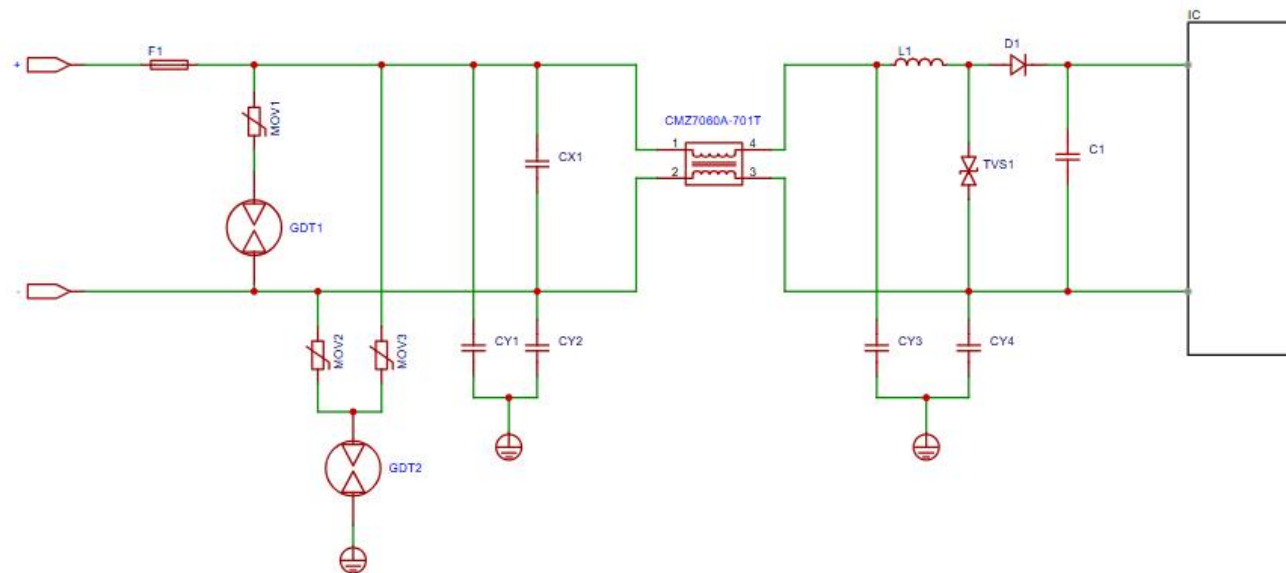 IC
F1
L1
D1
+
MOV1
CMZ7060A-701T
1
4
CX1
2
3
TVS1
C1
GDT1
-
MOV2
MOV3
CY1
CY2
CY3
CY4
GDT2